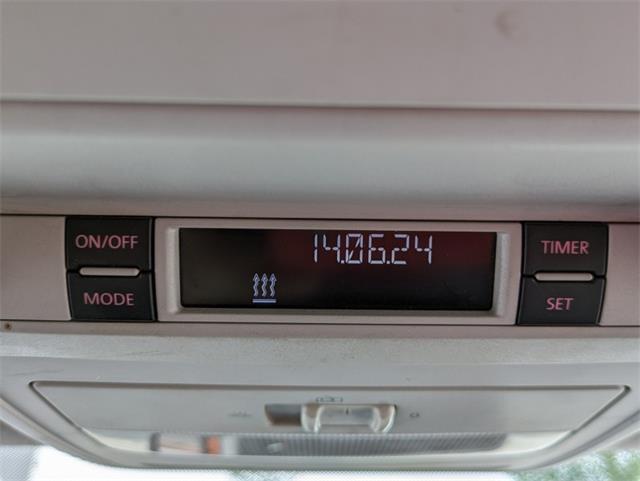 ON/OFF
14.06.24
TIMER
MODE
SET